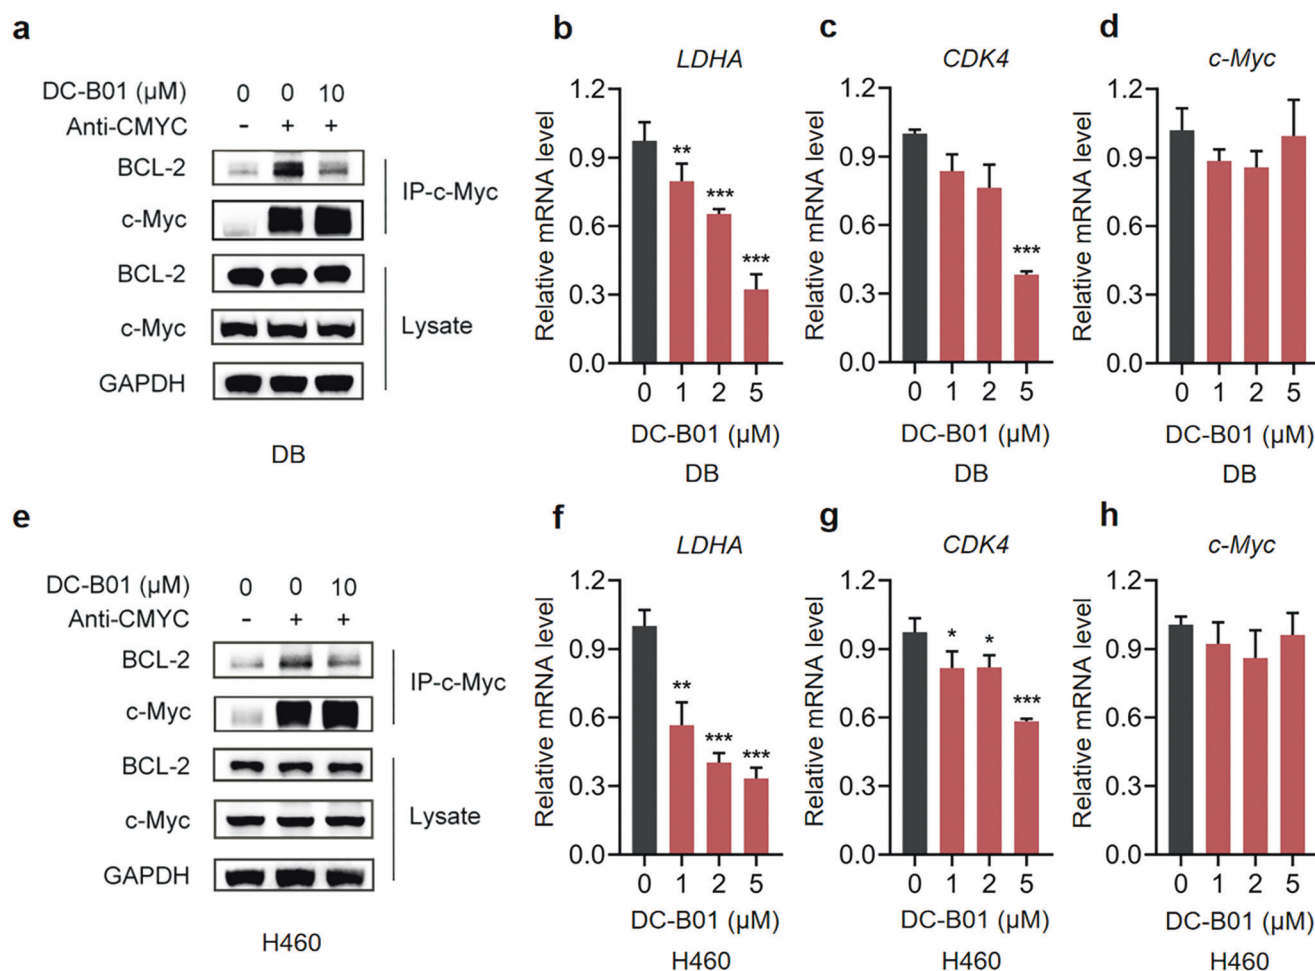 a
DC-B01 (μM) 0 0 10
Anti-CMYC - + +
BCL-2
c-Myc
IP-c-Myc
BCL-2
c-Myc
GAPDH
Lysate
DB
b
LDHA
Relative mRNA level
1.2
0.9
0.6
0.3
0.0
**
***
***
0 1 2 5
DC-B01 (μM)
DB
c
CDK4
Relative mRNA level
1.2
0.9
0.6
0.3
0.0
***
0 1 2 5
DC-B01 (μM)
DB
d
c-Myc
Relative mRNA level
1.2
0.9
0.6
0.3
0.0
0 1 2 5
DC-B01 (μM)
DB
e
DC-B01 (μM) 0 0 10
Anti-CMYC - + +
BCL-2
c-Myc
IP-c-Myc
BCL-2
c-Myc
GAPDH
Lysate
H460
f
LDHA
Relative mRNA level
1.2
0.9
0.6
0.3
0.0
**
***
***
0 1 2 5
DC-B01 (μM)
H460
g
CDK4
Relative mRNA level
1.2
0.9
0.6
0.3
0.0
*
*
***
0 1 2 5
DC-B01 (μM)
H460
h
c-Myc
Relative mRNA level
1.2
0.9
0.6
0.3
0.0
0 1 2 5
DC-B01 (μM)
H460